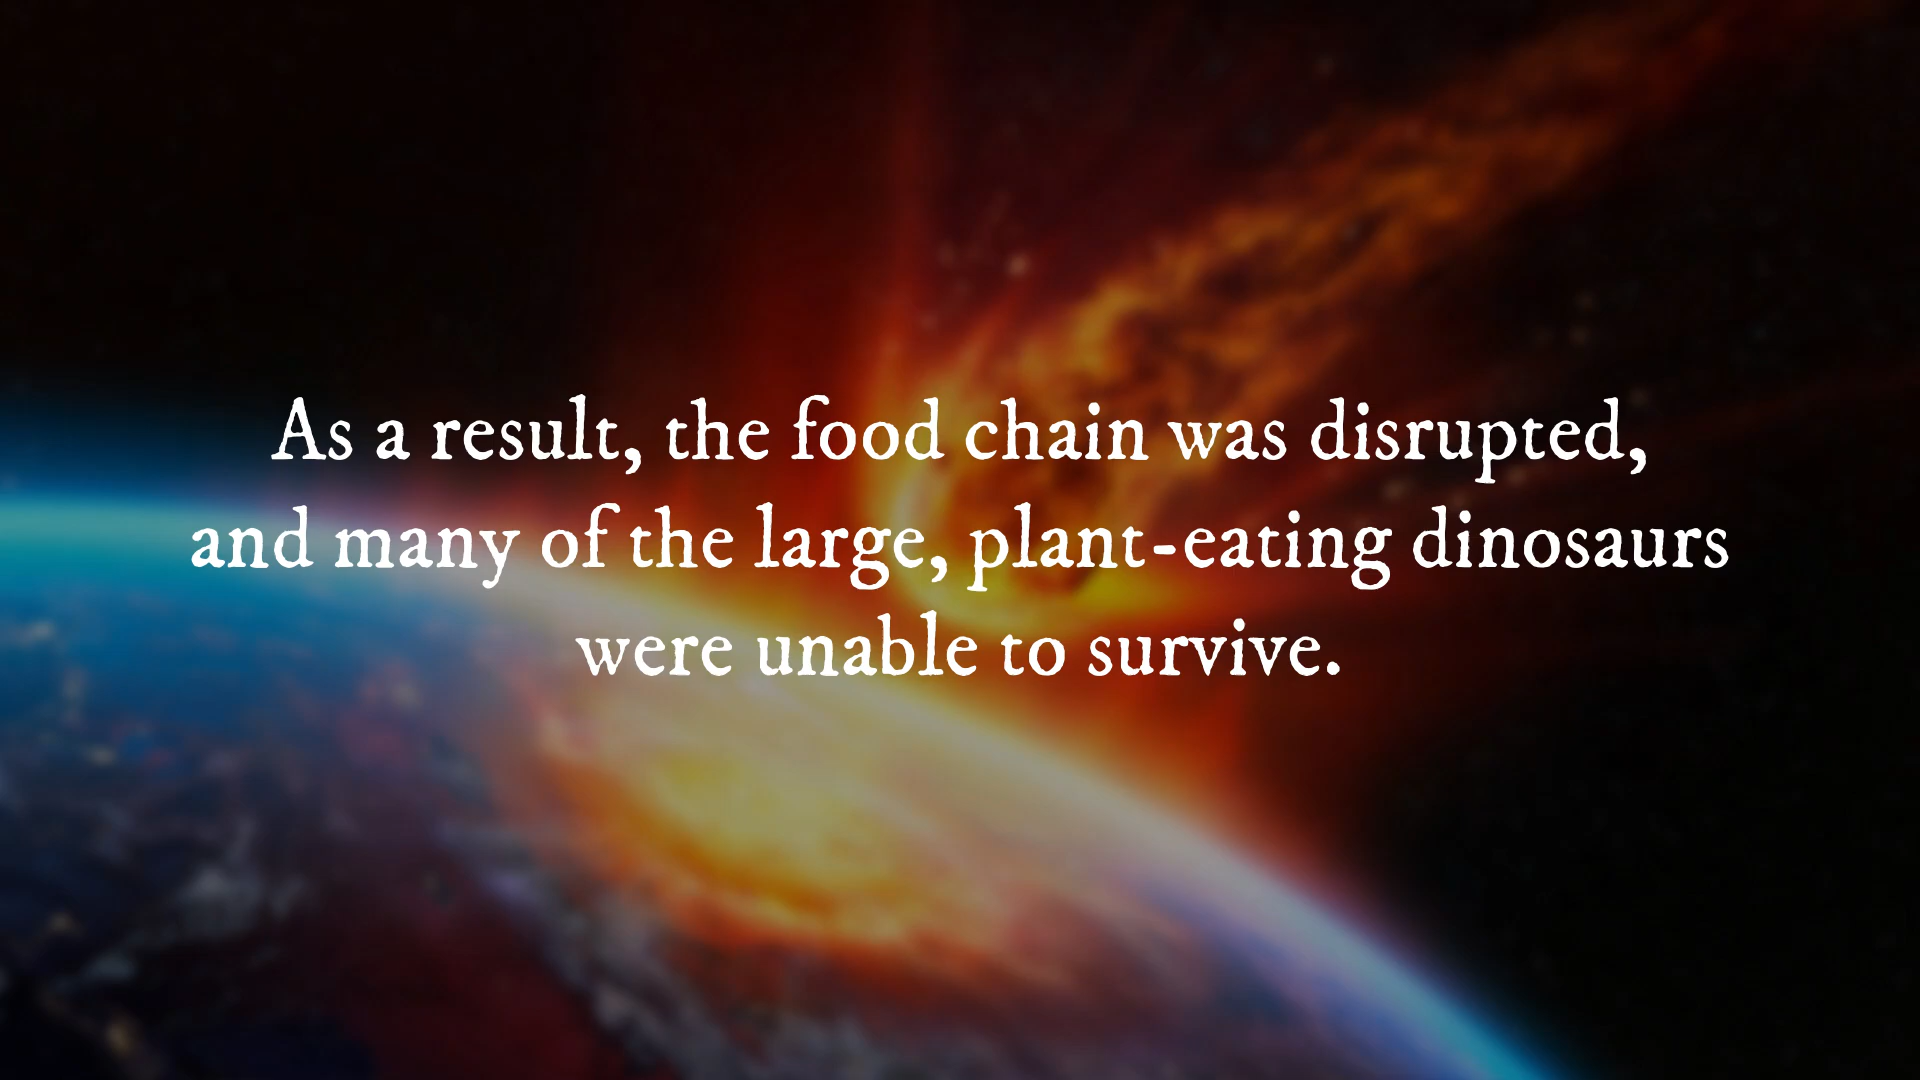 As a result, the food chain was disrupted,
and many of the large, plant-eating dinosaurs
were unable to survive.